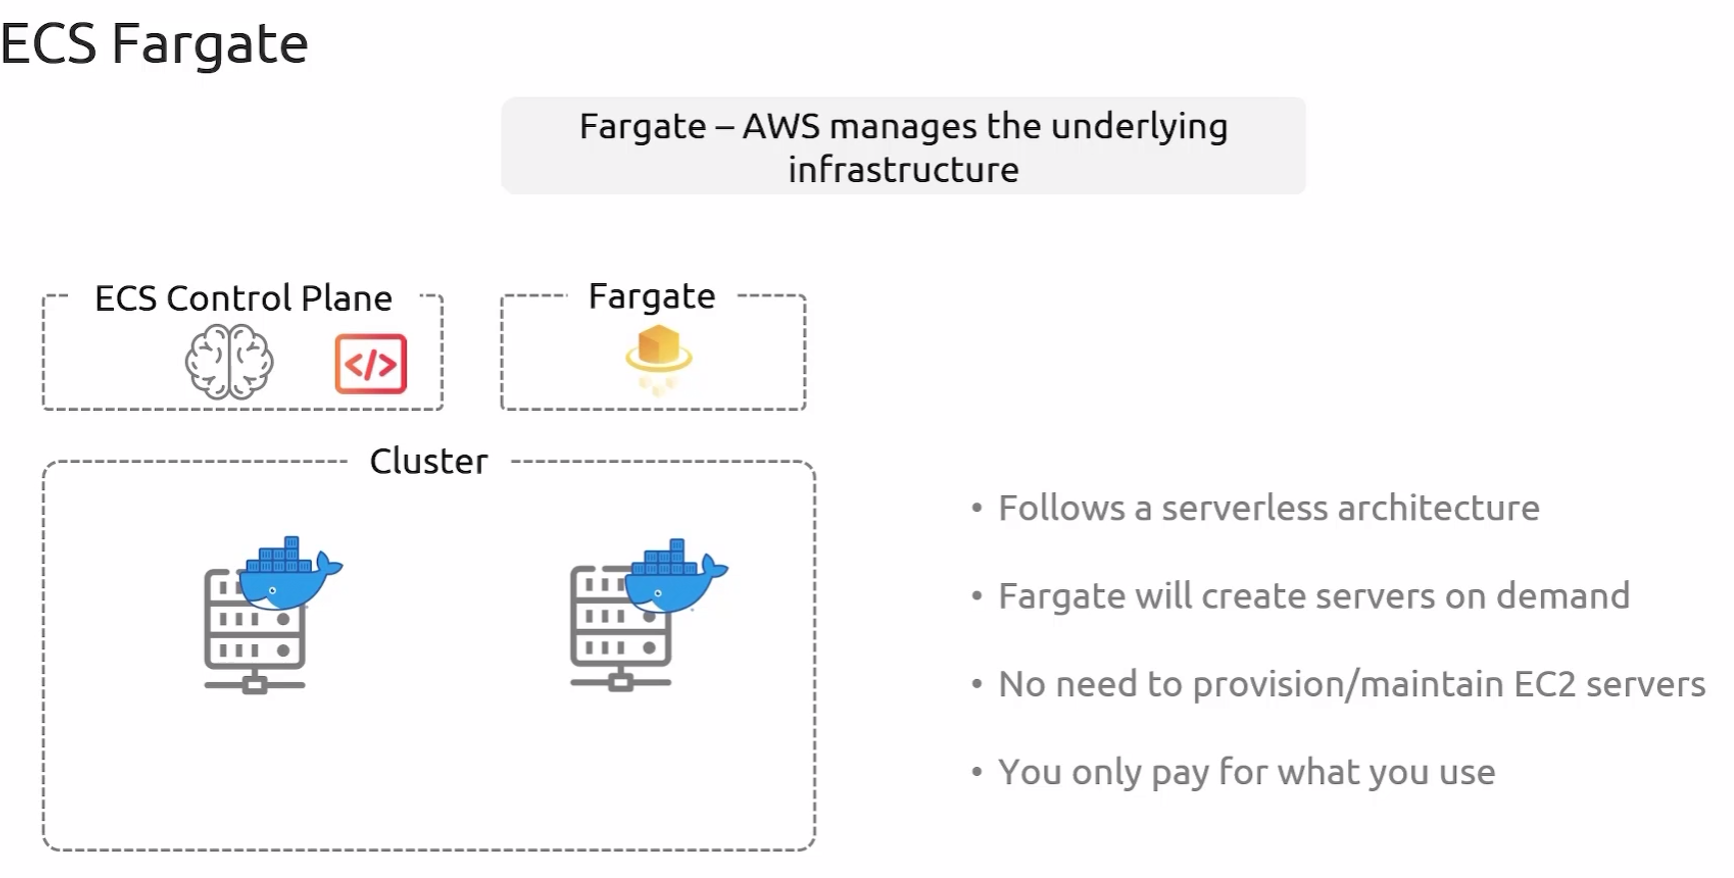 ECS Fargate
Fargate – AWS manages the underlying
infrastructure
ECS Control Plane
Fargate
</>
Cluster
• Follows a serverless architecture
• Fargate will create servers on demand
• No need to provision/maintain EC2 servers
• You only pay for what you use